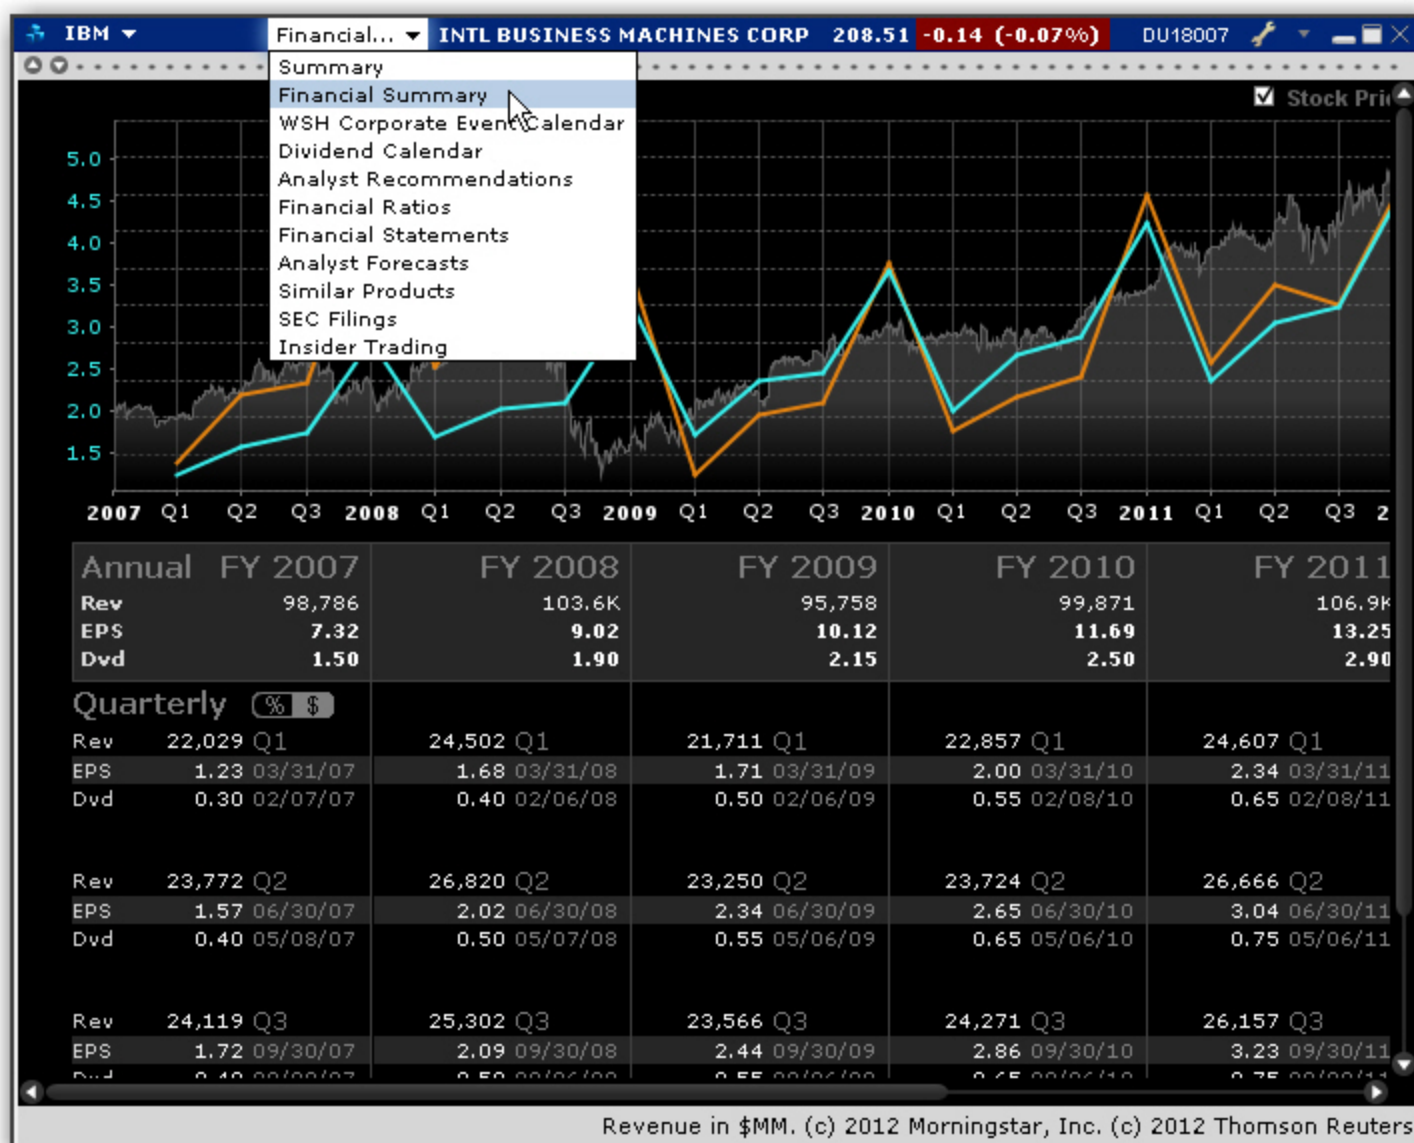 IBM Financial... INTL BUSINESS MACHINES CORP 208.51 -0.14 (-0.07%) DU18007
Summary
Financial Summary
WSH Corporate Event Calendar
Dividend Calendar
Analyst Recommendations
Financial Ratios
Financial Statements
Analyst Forecasts
Similar Products
SEC Filings
Insider Trading
Stock
5.0
4.5
4.0
3.5
3.0
2.5
2.0
1.5
2007 Q1 Q2 Q3 2008 Q1 Q2 Q3 2009 Q1 Q2 Q3 2010 Q1 Q2 Q3 2011 Q1 Q2 Q3 2
Annual FY 2007 FY 2008 FY 2009 FY 2010 FY 2011
Rev 98,786 103.6K 95,758 99,871 106.9K
EPS 7.32 9.02 10.12 11.69 13.25
Dvd 1.50 1.90 2.15 2.50 2.90
Quarterly % $
Rev 22,029 Q1 24,502 Q1 21,711 Q1 22,857 Q1 24,607 Q1
EPS 1.23 03/31/07 1.68 03/31/08 1.71 03/31/09 2.00 03/31/10 2.34 03/31/11
Dvd 0.30 02/07/07 0.40 02/06/08 0.50 02/06/09 0.55 02/08/10 0.65 02/08/11
Rev 23,772 Q2 26,820 Q2 23,250 Q2 23,724 Q2 26,666 Q2
EPS 1.57 06/30/07 2.02 06/30/08 2.34 06/30/09 2.65 06/30/10 3.04 06/30/11
Dvd 0.40 05/08/07 0.50 05/07/08 0.55 05/06/09 0.65 05/06/10 0.75 05/06/11
Rev 24,119 Q3 25,302 Q3 23,566 Q3 24,271 Q3 26,157 Q3
EPS 1.72 09/30/07 2.09 09/30/08 2.44 09/30/09 2.86 09/30/10 3.23 09/30/11
Revenue in $MM. (c) 2012 Morningstar, Inc. (c) 2012 Thomson Reuters